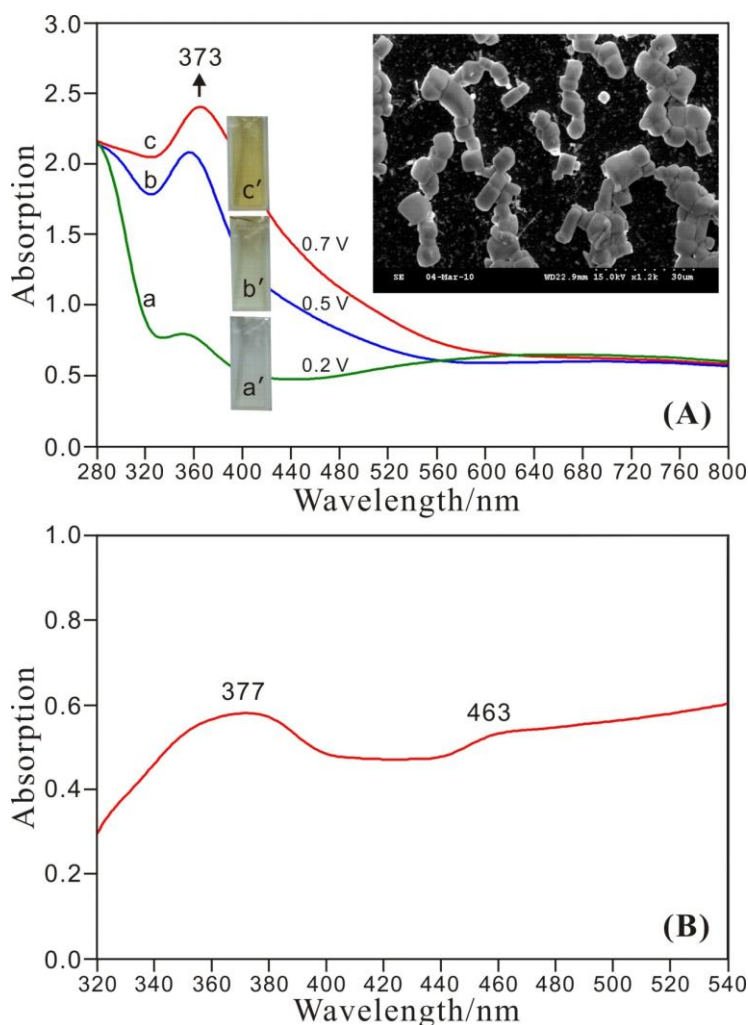 3.0
2.5
2.0
1.5
1.0
0.5
0.0
Absorption
373
c
b
a
c′
b′
a′
0.7 V
0.5 V
0.2 V
SE 04-Mar-10 WD22.9mm 15.0kV x1.2k 30um
(A)
280 320 360 400 440 480 520 560 600 640 680 720 760 800
Wavelength/nm
1.0
0.8
0.6
0.4
0.2
0.0
Absorption
377
463
(B)
320 340 360 380 400 420 440 460 480 500 520 540
Wavelength/nm